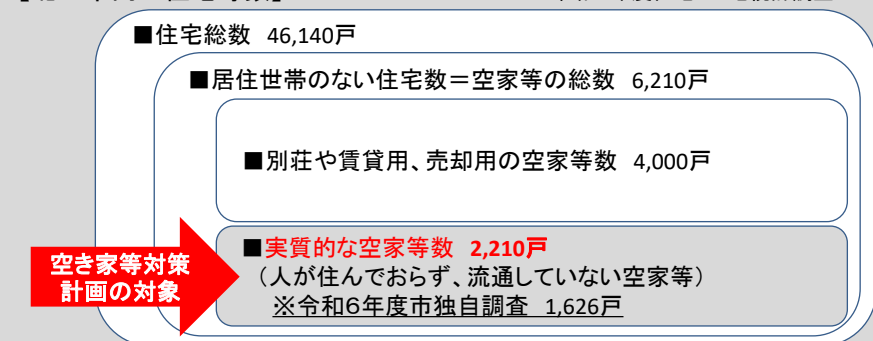 ■住宅総数 46,140戸
■居住世帯のない住宅数＝空家等の総数 6,210戸
■別荘や賃貸用、売却用の空家等数 4,000戸
■実質的な空家等数 2,210戸
（人が住んでおらず、流通していない空家等）
※令和６年度市独自調査 1,626戸
空き家等対策
計画の対象